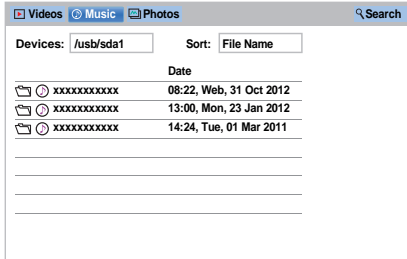 Videos Music Photos Search
Devices: /usb/sda1 Sort: File Name
Date
xxxxxxxxxxx 08:22, Web, 31 Oct 2012
xxxxxxxxxxx 13:00, Mon, 23 Jan 2012
xxxxxxxxxxx 14:24, Tue, 01 Mar 2011